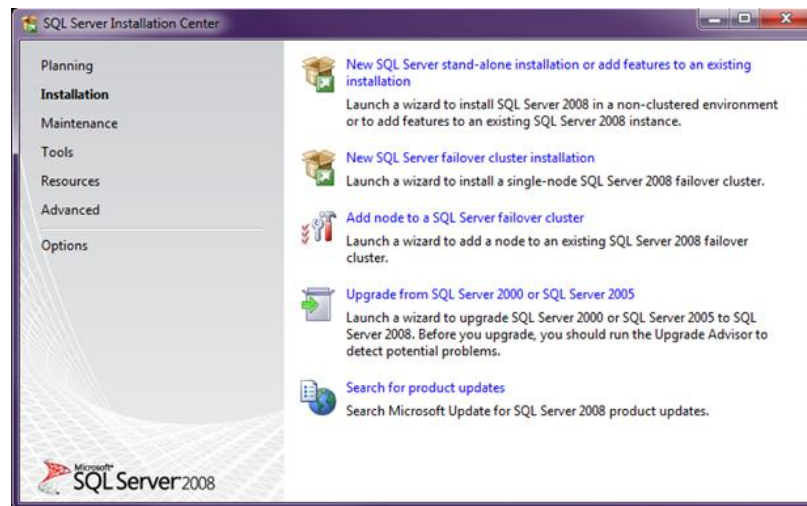 SQL Server Installation Center
Planning
Installation
Maintenance
Tools
Resources
Advanced
Options
New SQL Server stand-alone installation or add features to an existing
installation
Launch a wizard to install SQL Server 2008 in a non-clustered environment
or to add features to an existing SQL Server 2008 instance.
New SQL Server failover cluster installation
Launch a wizard to install a single-node SQL Server 2008 failover cluster.
Add node to a SQL Server failover cluster
Launch a wizard to add a node to an existing SQL Server 2008 failover
cluster.
Upgrade from SQL Server 2000 or SQL Server 2005
Launch a wizard to upgrade SQL Server 2000 or SQL Server 2005 to SQL
Server 2008. Before you upgrade, you should run the Upgrade Advisor to
detect potential problems.
Search for product updates
Search Microsoft Update for SQL Server 2008 product updates.
Microsoft
SQL Server 2008